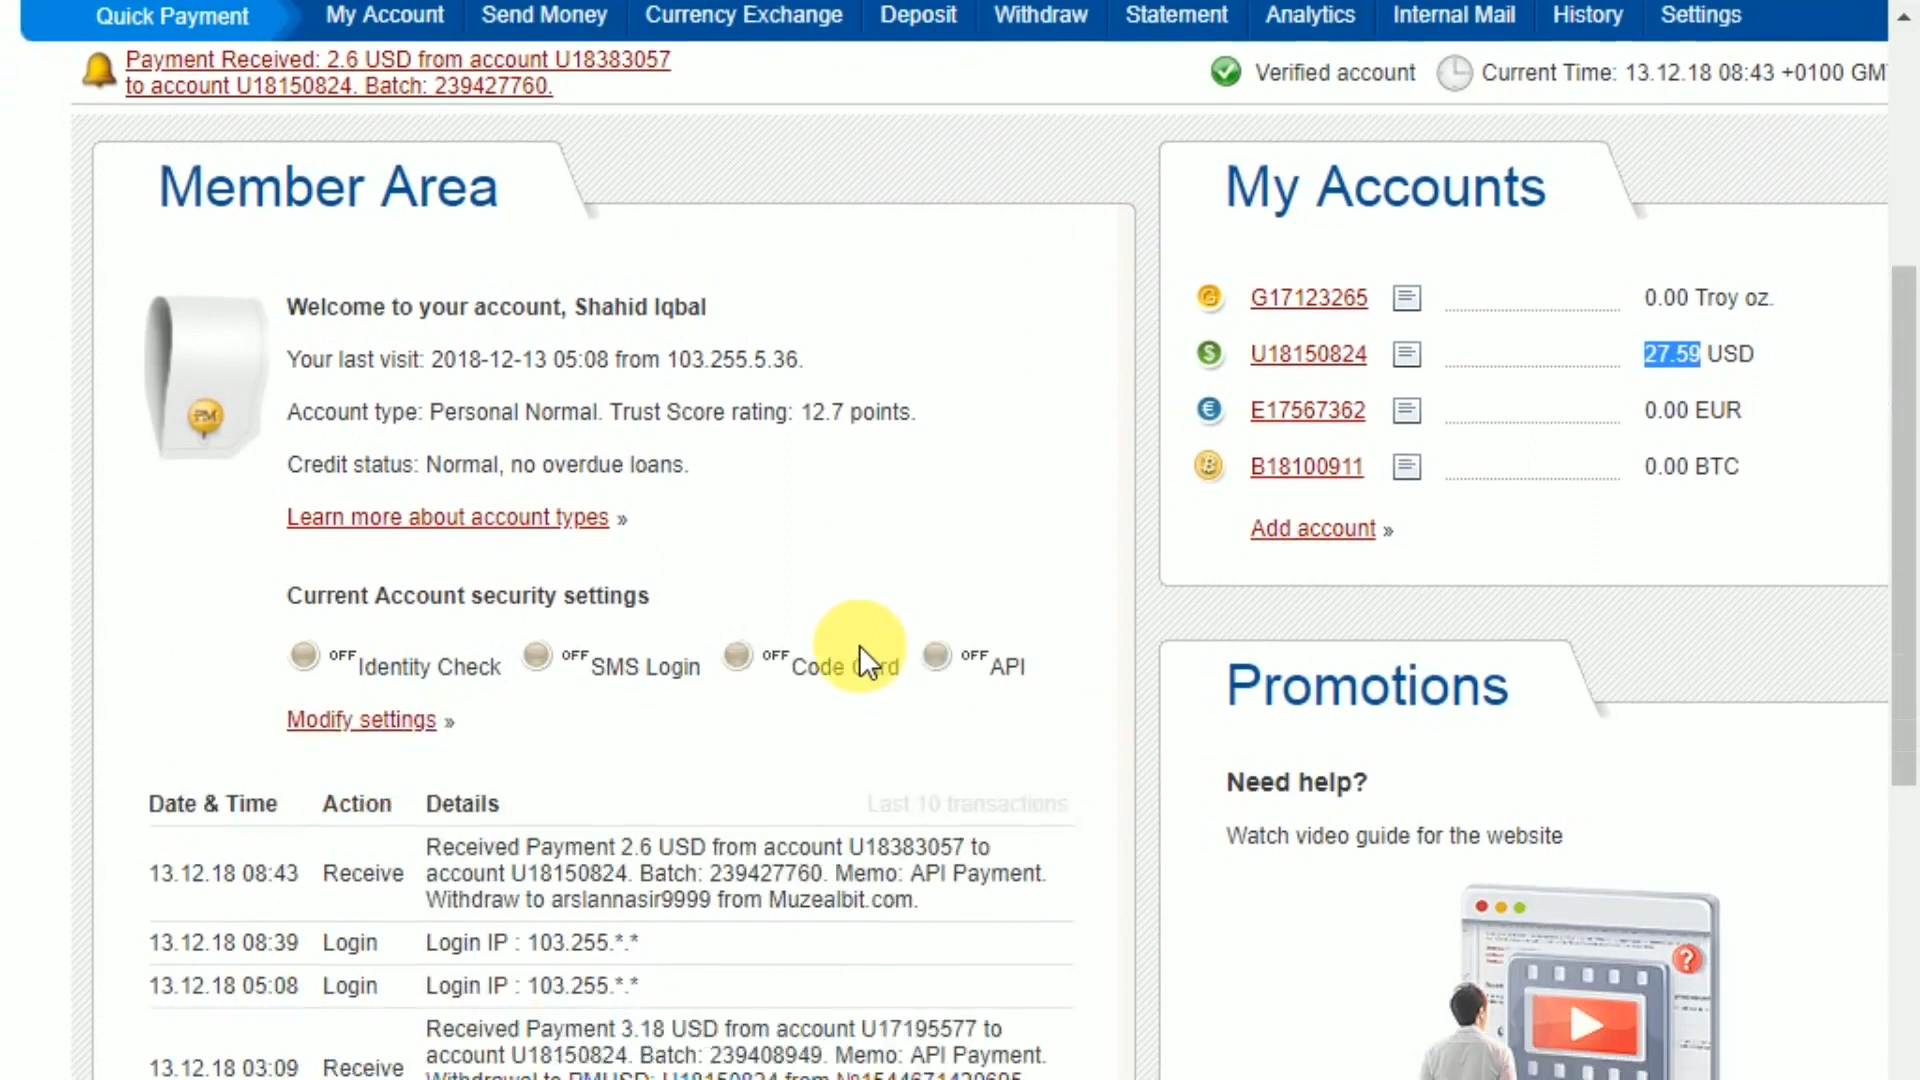 Quick Payment
My Account
Send Money
Currency Exchange
Deposit
Withdraw
Statement
Analytics
Internal Mail
History
Settings
Payment Received: 2.6 USD from account U18383057
to account U18150824. Batch: 239427760.
Verified account
Current Time: 13.12.18 08:43 +0100 GM
Member Area
PM
Welcome to your account, Shahid Iqbal
Your last visit: 2018-12-13 05:08 from 103.255.5.36.
Account type: Personal Normal. Trust Score rating: 12.7 points.
Credit status: Normal, no overdue loans.
Learn more about account types »
Current Account security settings
OFF Identity Check
OFF SMS Login
OFF Code Card
OFF API
Modify settings »
Date & Time Action Details Last 10 transactions
13.12.18 08:43 Receive
Received Payment 2.6 USD from account U18383057 to
account U18150824. Batch: 239427760. Memo: API Payment.
Withdraw to arslannasir9999 from Muzealbit.com.
13.12.18 08:39 Login Login IP : 103.255.*.*
13.12.18 05:08 Login Login IP : 103.255.*.*
13.12.18 03:09 Receive
Received Payment 3.18 USD from account U17195577 to
account U18150824. Batch: 239408949. Memo: API Payment.
My Accounts
G17123265 0.00 Troy oz.
U18150824 27.59 USD
E17567362 0.00 EUR
B18100911 0.00 BTC
Add account »
Promotions
Need help?
Watch video guide for the website